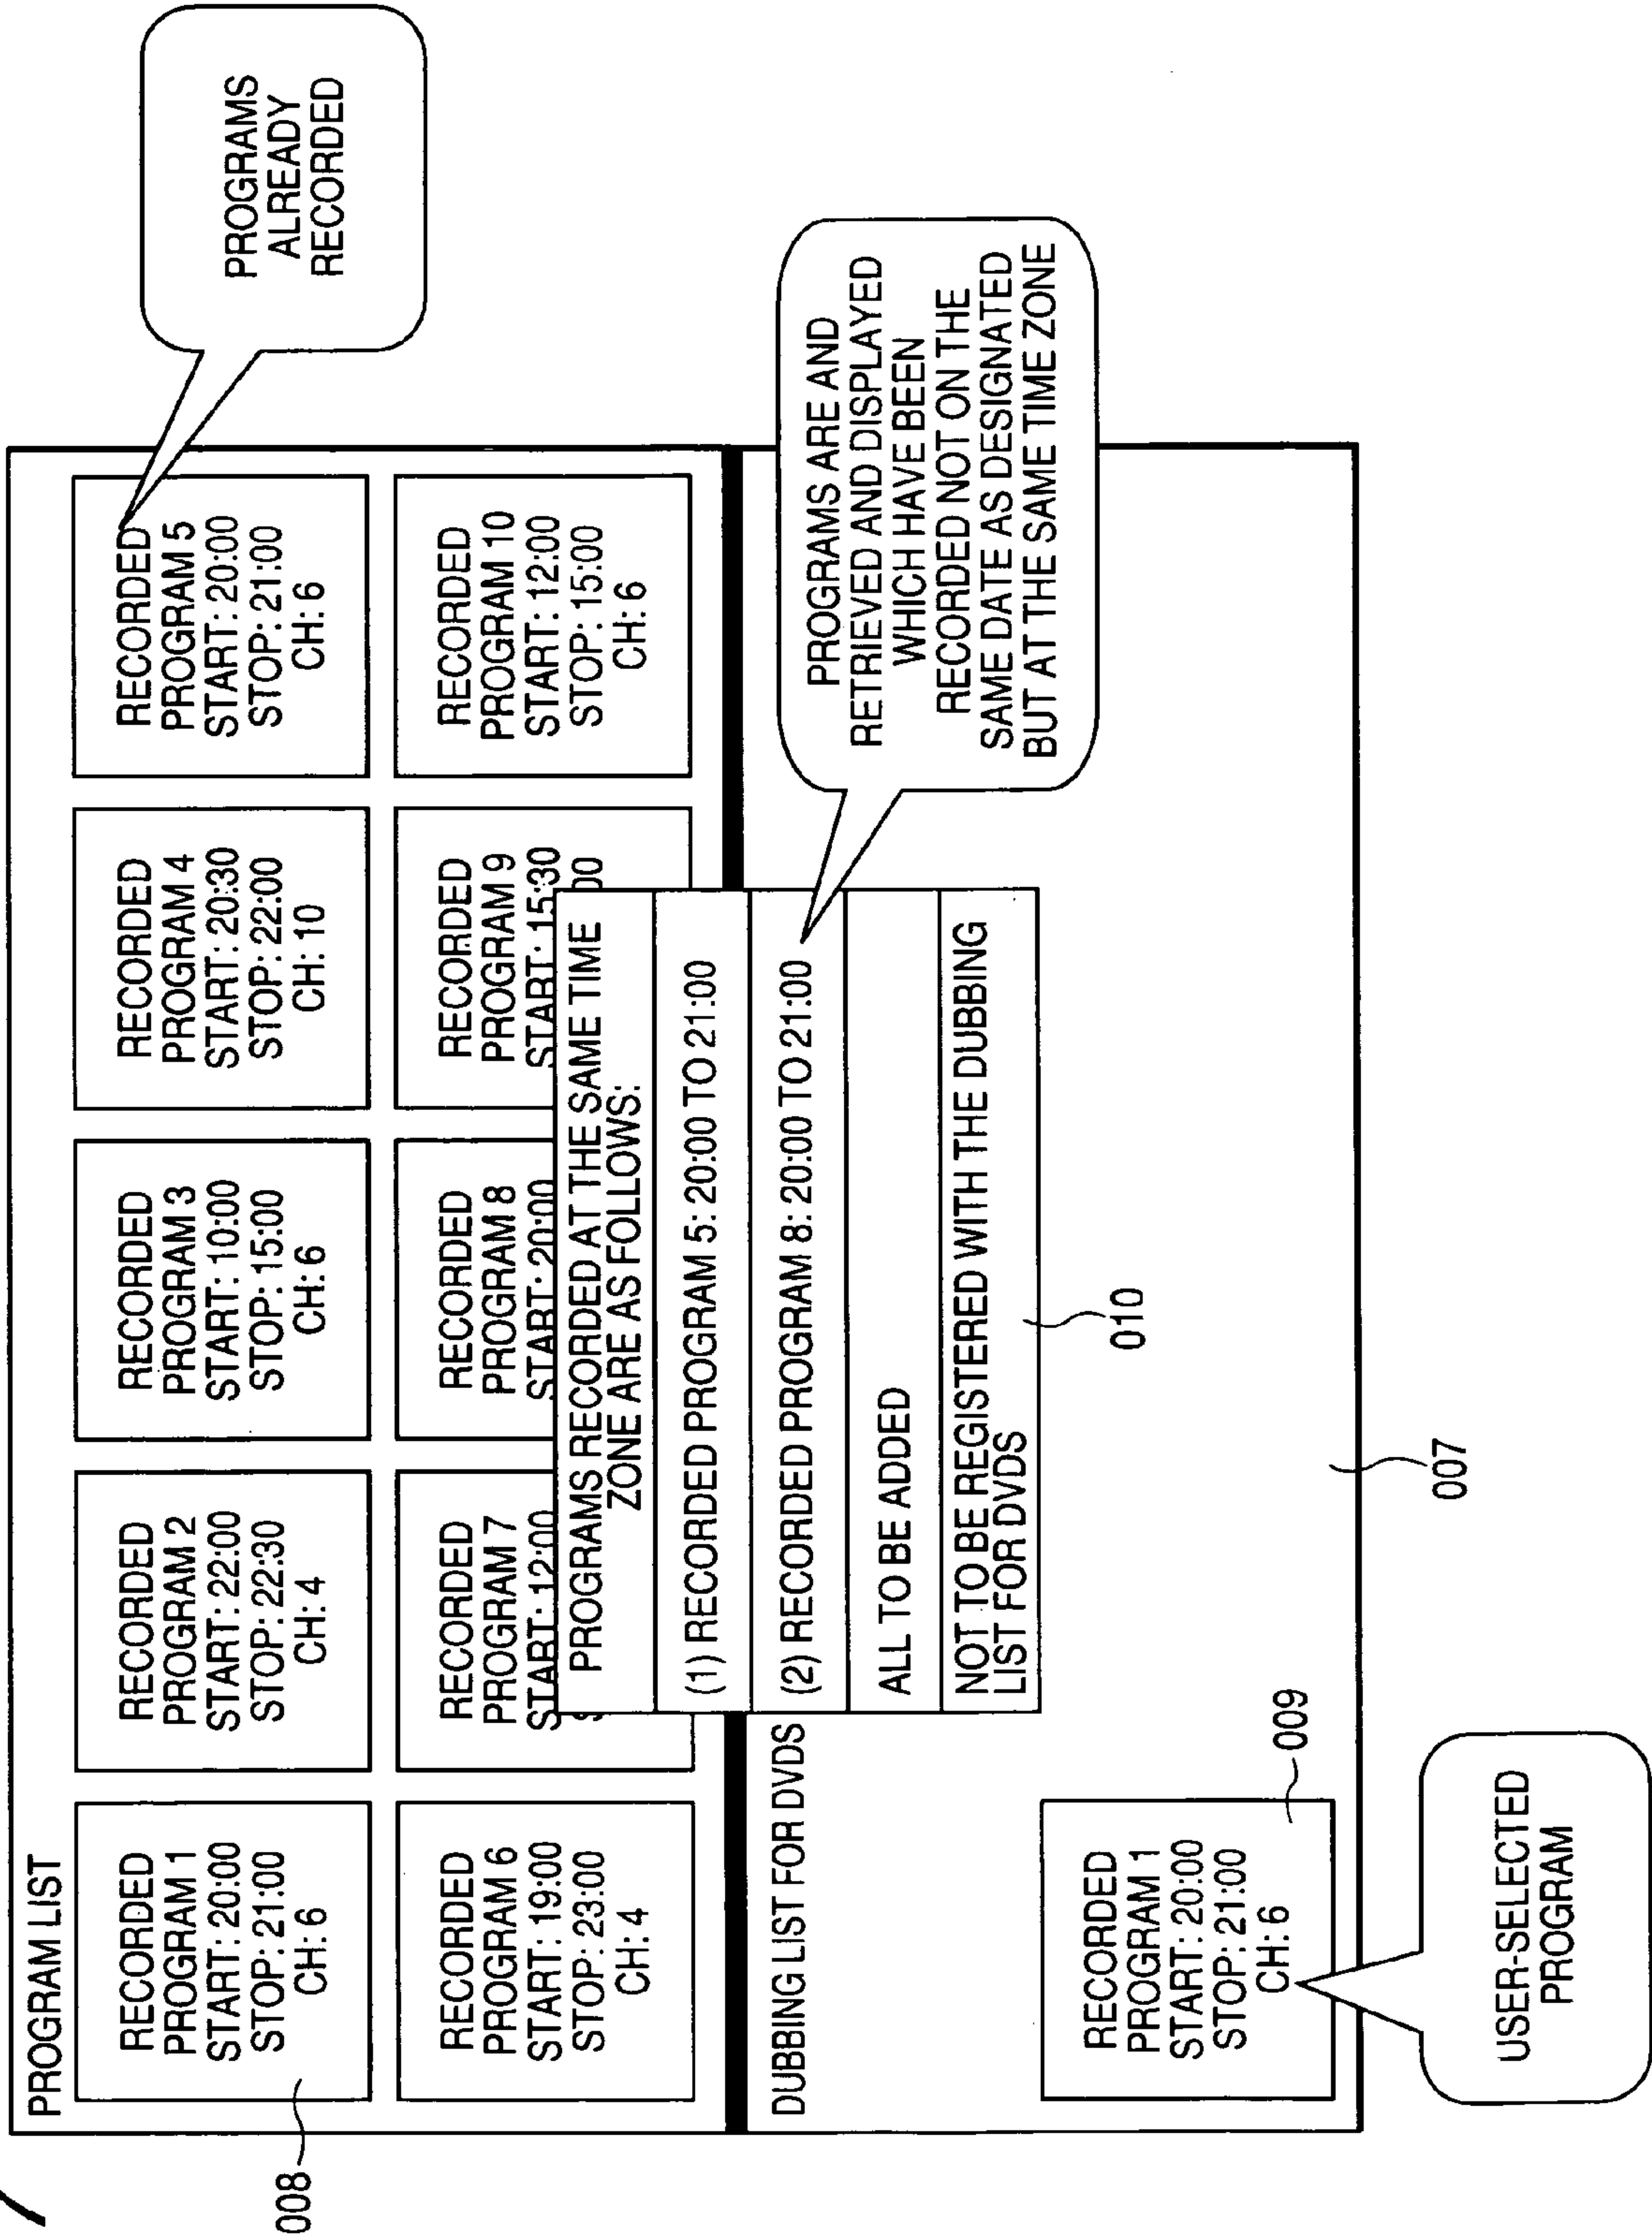 PROGRAM LIST
RECORDED
PROGRAM 1
START: 20:00
STOP: 21:00
CH: 6
RECORDED
PROGRAM 2
START: 22:00
STOP: 22:30
CH: 4
RECORDED
PROGRAM 3
START: 10:00
STOP: 15:00
CH: 6
RECORDED
PROGRAM 4
START: 20:30
STOP: 22:00
CH: 10
RECORDED
PROGRAM 5
START: 20:00
STOP: 21:00
CH: 6
PROGRAMS
ALREADY
RECORDED
008
RECORDED
PROGRAM 6
START: 19:00
STOP: 23:00
CH: 4
RECORDED
PROGRAM 7
START: 12:00
RECORDED
PROGRAM 8
START: 20:00
RECORDED
PROGRAM 9
START: 15:30
RECORDED
PROGRAM 10
START: 12:00
STOP: 15:00
CH: 6
PROGRAMS RECORDED AT THE SAME TIME
ZONE ARE AS FOLLOWS:
(1) RECORDED PROGRAM 5: 20:00 TO 21:00
(2) RECORDED PROGRAM 8: 20:00 TO 21:00
ALL TO BE ADDED
NOT TO BE REGISTERED WITH THE DUBBING
LIST FOR DVDS
010
PROGRAMS ARE AND
RETRIEVED AND DISPLAYED
WHICH HAVE BEEN
RECORDED NOT ON THE
SAME DATE AS DESIGNATED
BUT AT THE SAME TIME ZONE
DUBBING LIST FOR DVDS
RECORDED
PROGRAM 1
START: 20:00
STOP: 21:00
CH: 6
009
007
USER-SELECTED
PROGRAM